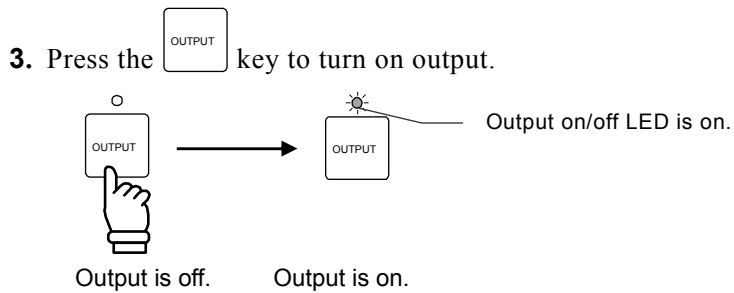 3. Press the OUTPUT key to turn on output.
OUTPUT
OUTPUT
Output on/off LED is on.
Output is off.
Output is on.